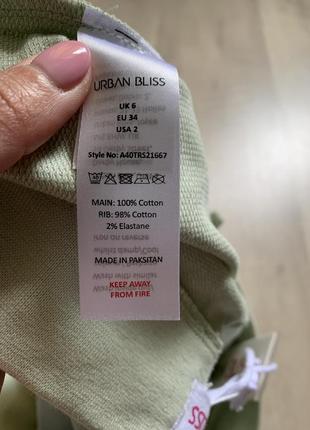 URBAN BLISS
UK 6
EU 34
USA 2
Style No: A40TRS21667
MAIN: 100% Cotton
RIB: 98% Cotton
2% Elastane
MADE IN PAKSITAN
KEEP AWAY
FROM FIRE
SS